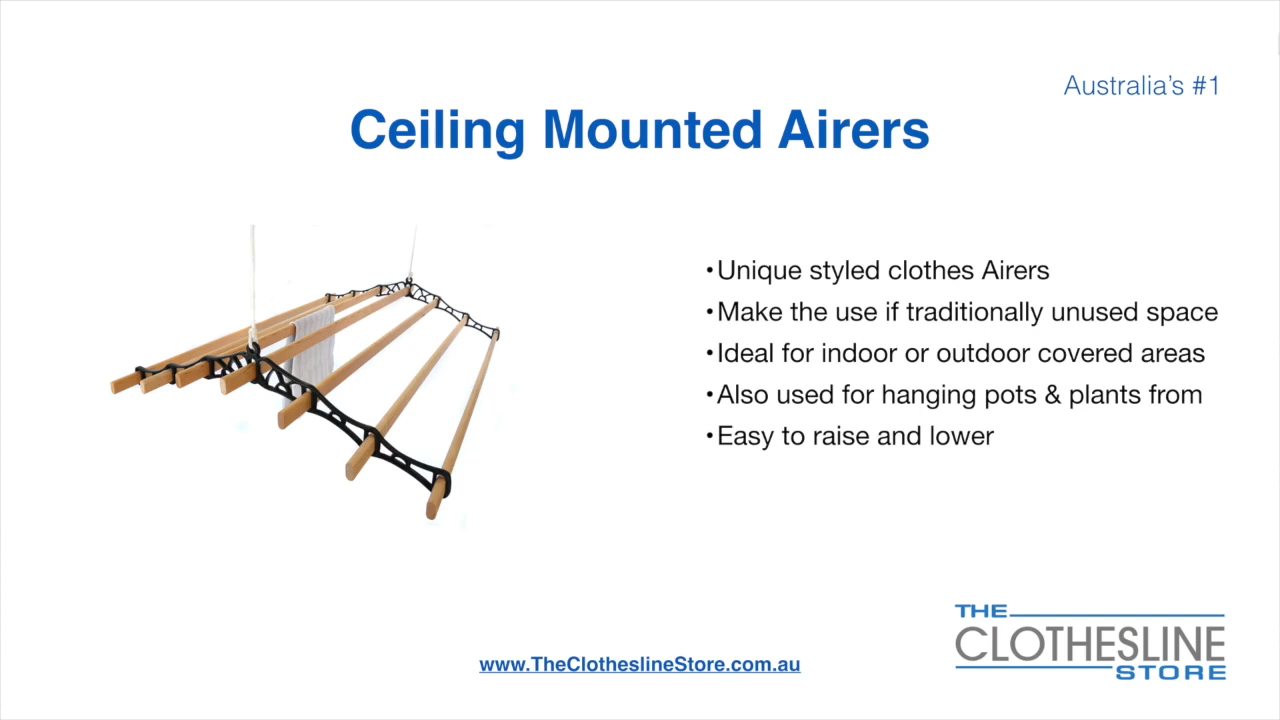 Australia's #1
Ceiling Mounted Airers
•Unique styled clothes Airers
•Make the use if traditionally unused space
•Ideal for indoor or outdoor covered areas
•Also used for hanging pots & plants from
•Easy to raise and lower
www.TheClotheslineStore.com.au
THE
CLOTHESLINE
STORE